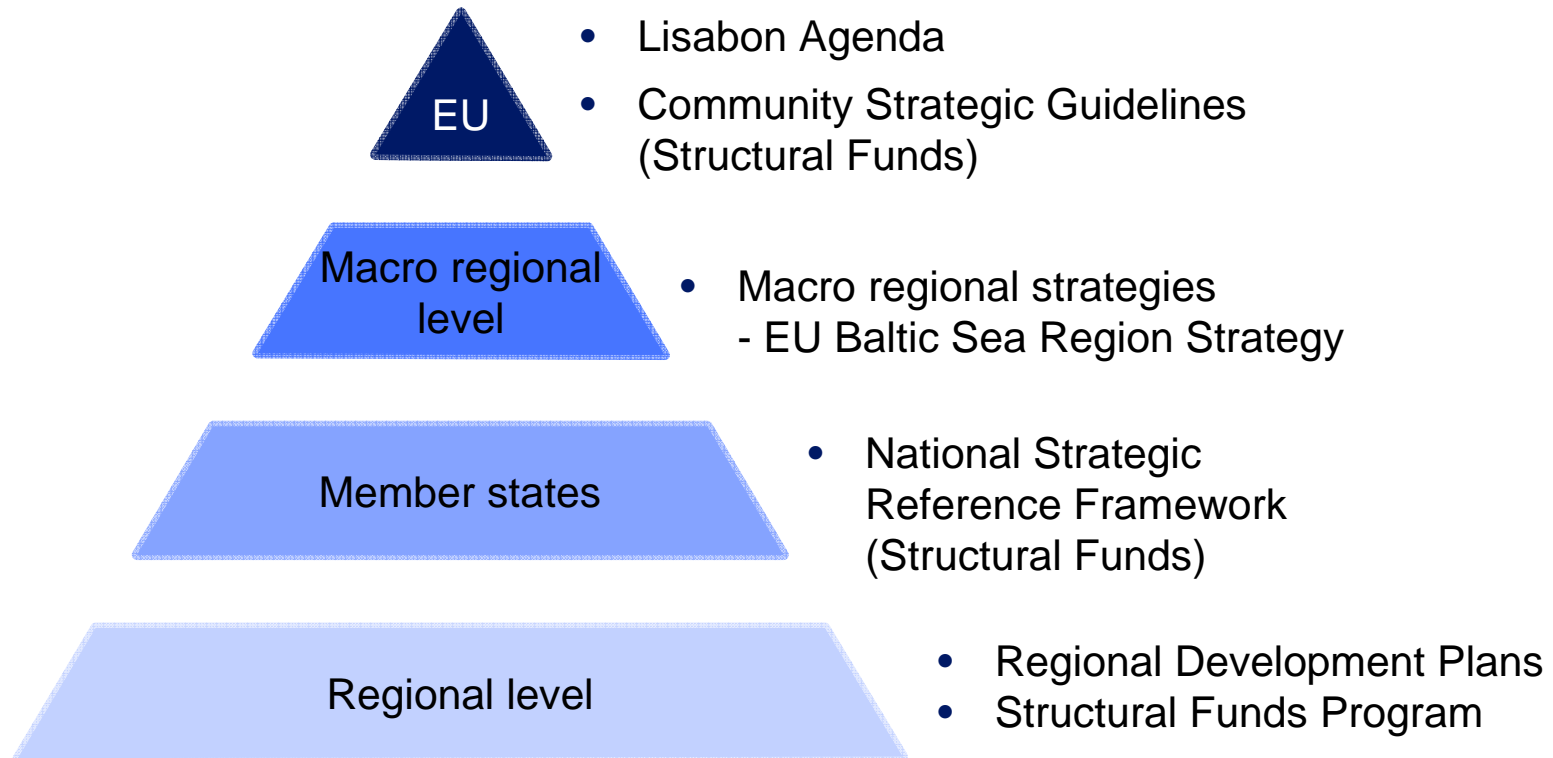 EU
• Lisabon Agenda
• Community Strategic Guidelines
(Structural Funds)
Macro regional
level
• Macro regional strategies
- EU Baltic Sea Region Strategy
Member states
• National Strategic
Reference Framework
(Structural Funds)
Regional level
• Regional Development Plans
• Structural Funds Program